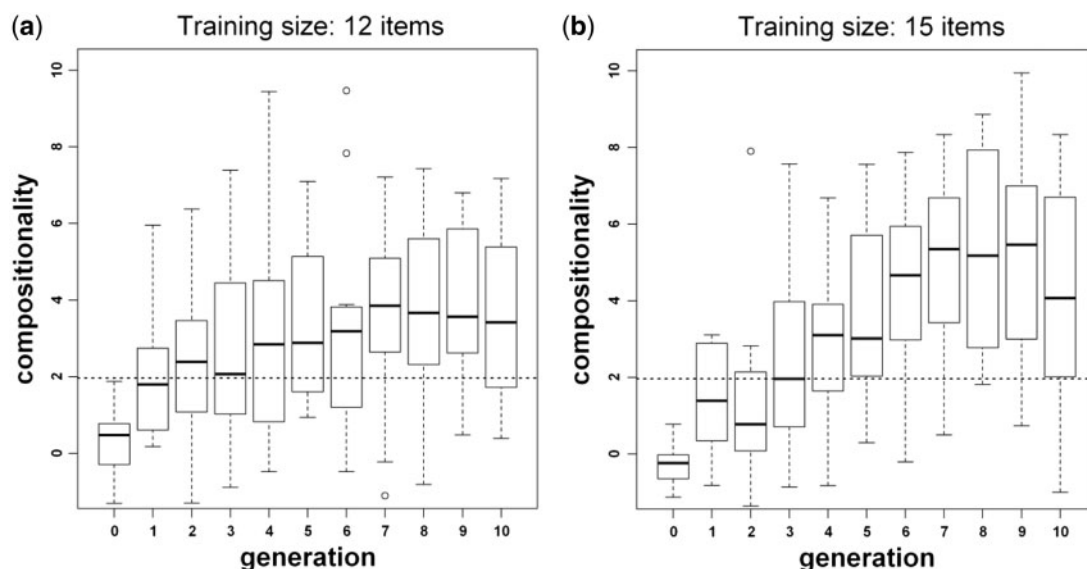 (a) Training size: 12 items
compositionality
10
8
6
4
2
0
0 1 2 3 4 5 6 7 8 9 10
generation
(b) Training size: 15 items
compositionality
10
8
6
4
2
0
0 1 2 3 4 5 6 7 8 9 10
generation